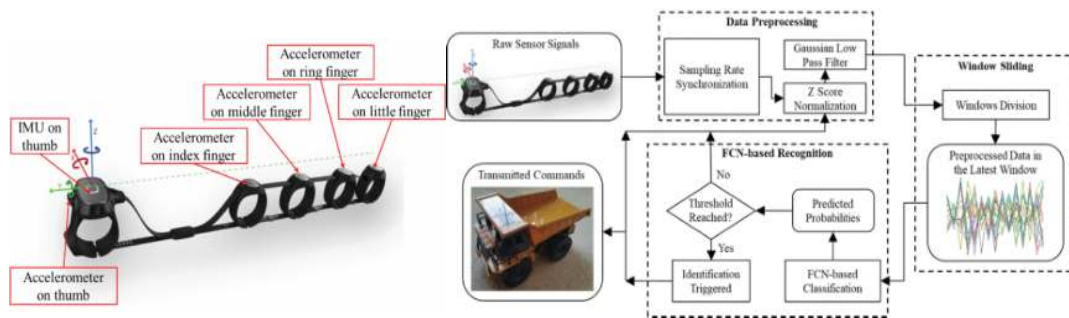 Accelerometer
on ring finger
Accelerometer
on middle finger
Accelerometer
on little finger
IMU on
thumb
Accelerometer
on index finger
Accelerometer
on thumb
Raw Sensor Signals
Data Preprocessing
Sampling Rate
Synchronization
Gaussian Low
Pass Filter
Z Score
Normalization
Window Sliding
Windows Division
Preprocessed Data in
the Latest Window
FCN-based Recognition
Transmitted Commands
No
Threshold
Reached?
Predicted
Probabilities
Yes
Identification
Triggered
FCN-based
Classification